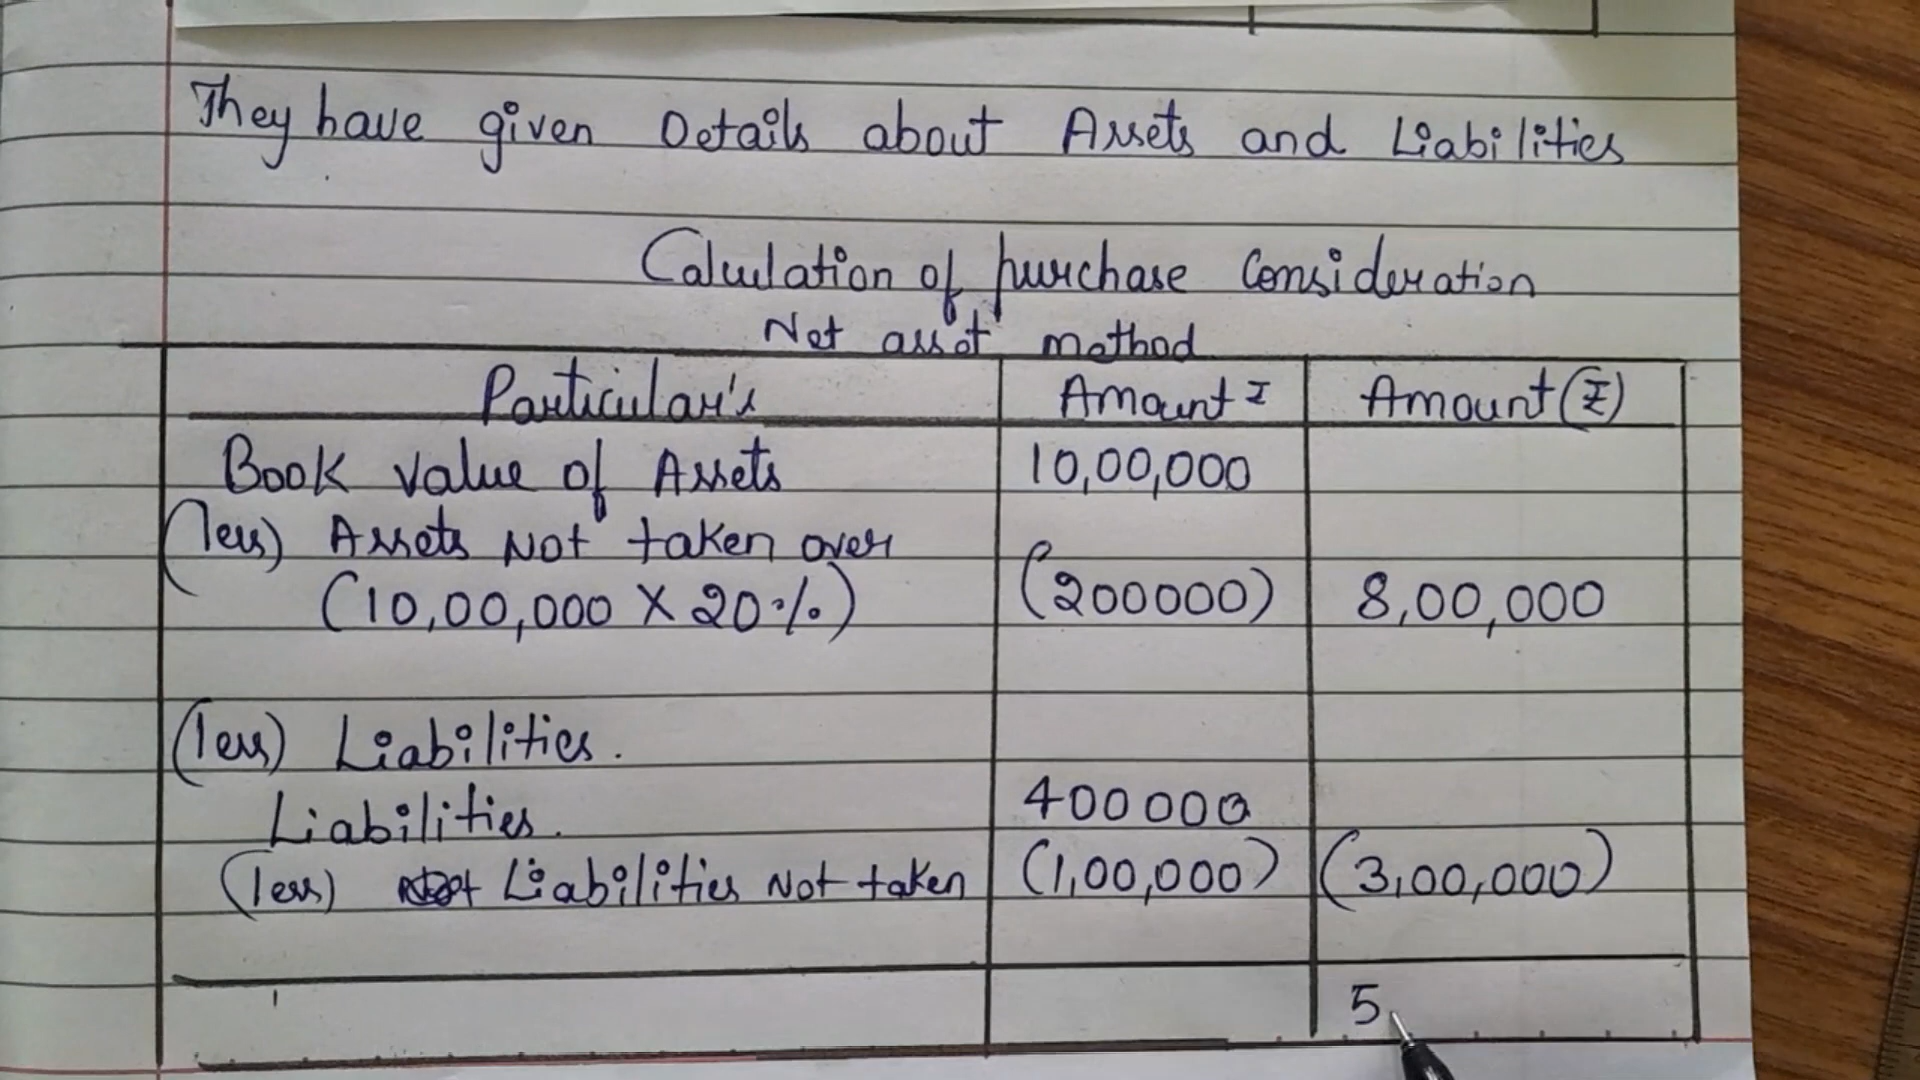 They have given Details about Assets and Liabilities
Calculation of purchase Consideration
Net asset method
Particular's Amount ₹ Amount (₹)
Book value of Assets 10,00,000
(less) Assets Not taken over
(10,00,000 X 20%) (200000) 8,00,000
(less) Liabilities.
Liabilities. 400000
(less) Liabilities Not taken (1,00,000) (3,00,000)
5